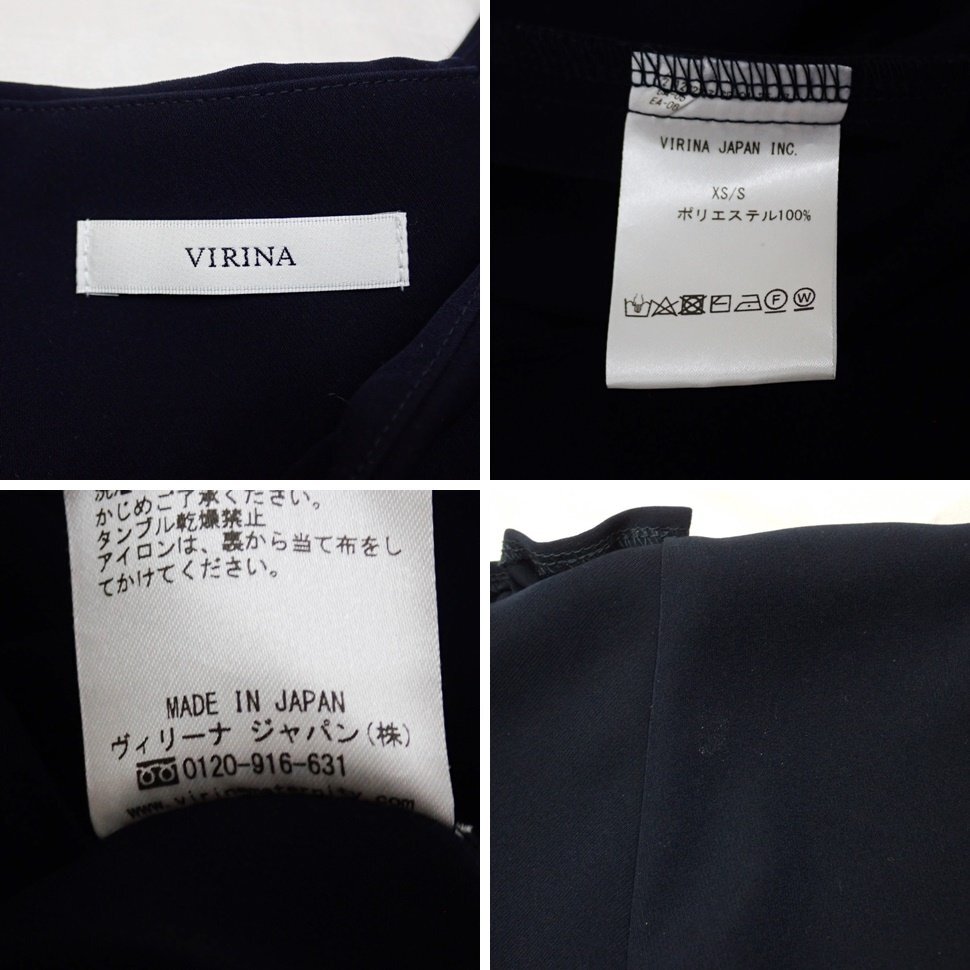 VIRINA
VIRINA JAPAN INC.
XS/S
ポリエステル100%
F W
かじめご了承ください。
タンブル乾燥禁止
アイロンは、裏から当て布をし
てかけてください。
MADE IN JAPAN
ヴィリーナ ジャパン(株)
0120-916-631
www.virinamaternity.com